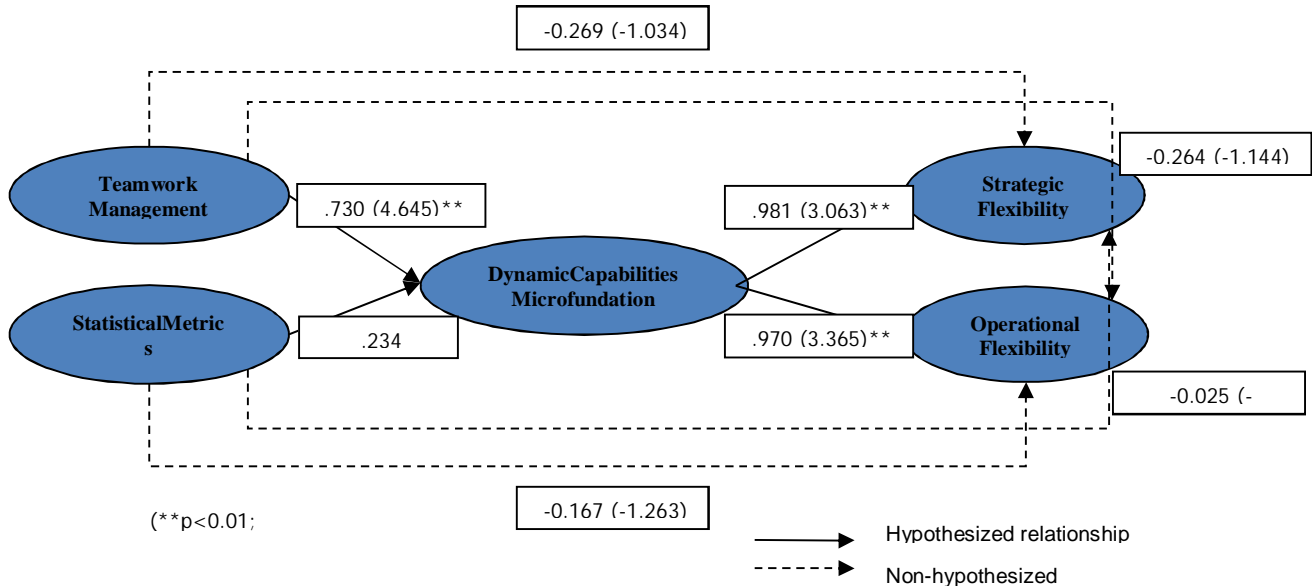 -0.269 (-1.034)
Teamwork
Management
.730 (4.645)**
StatisticalMetric
s
.234
DynamicCapabilities
Microfundation
.981 (3.063)**
.970 (3.365)**
Strategic
Flexibility
-0.264 (-1.144)
Operational
Flexibility
-0.025 (-
-0.167 (-1.263)
(**p<0.01;
Hypothesized relationship
Non-hypothesized